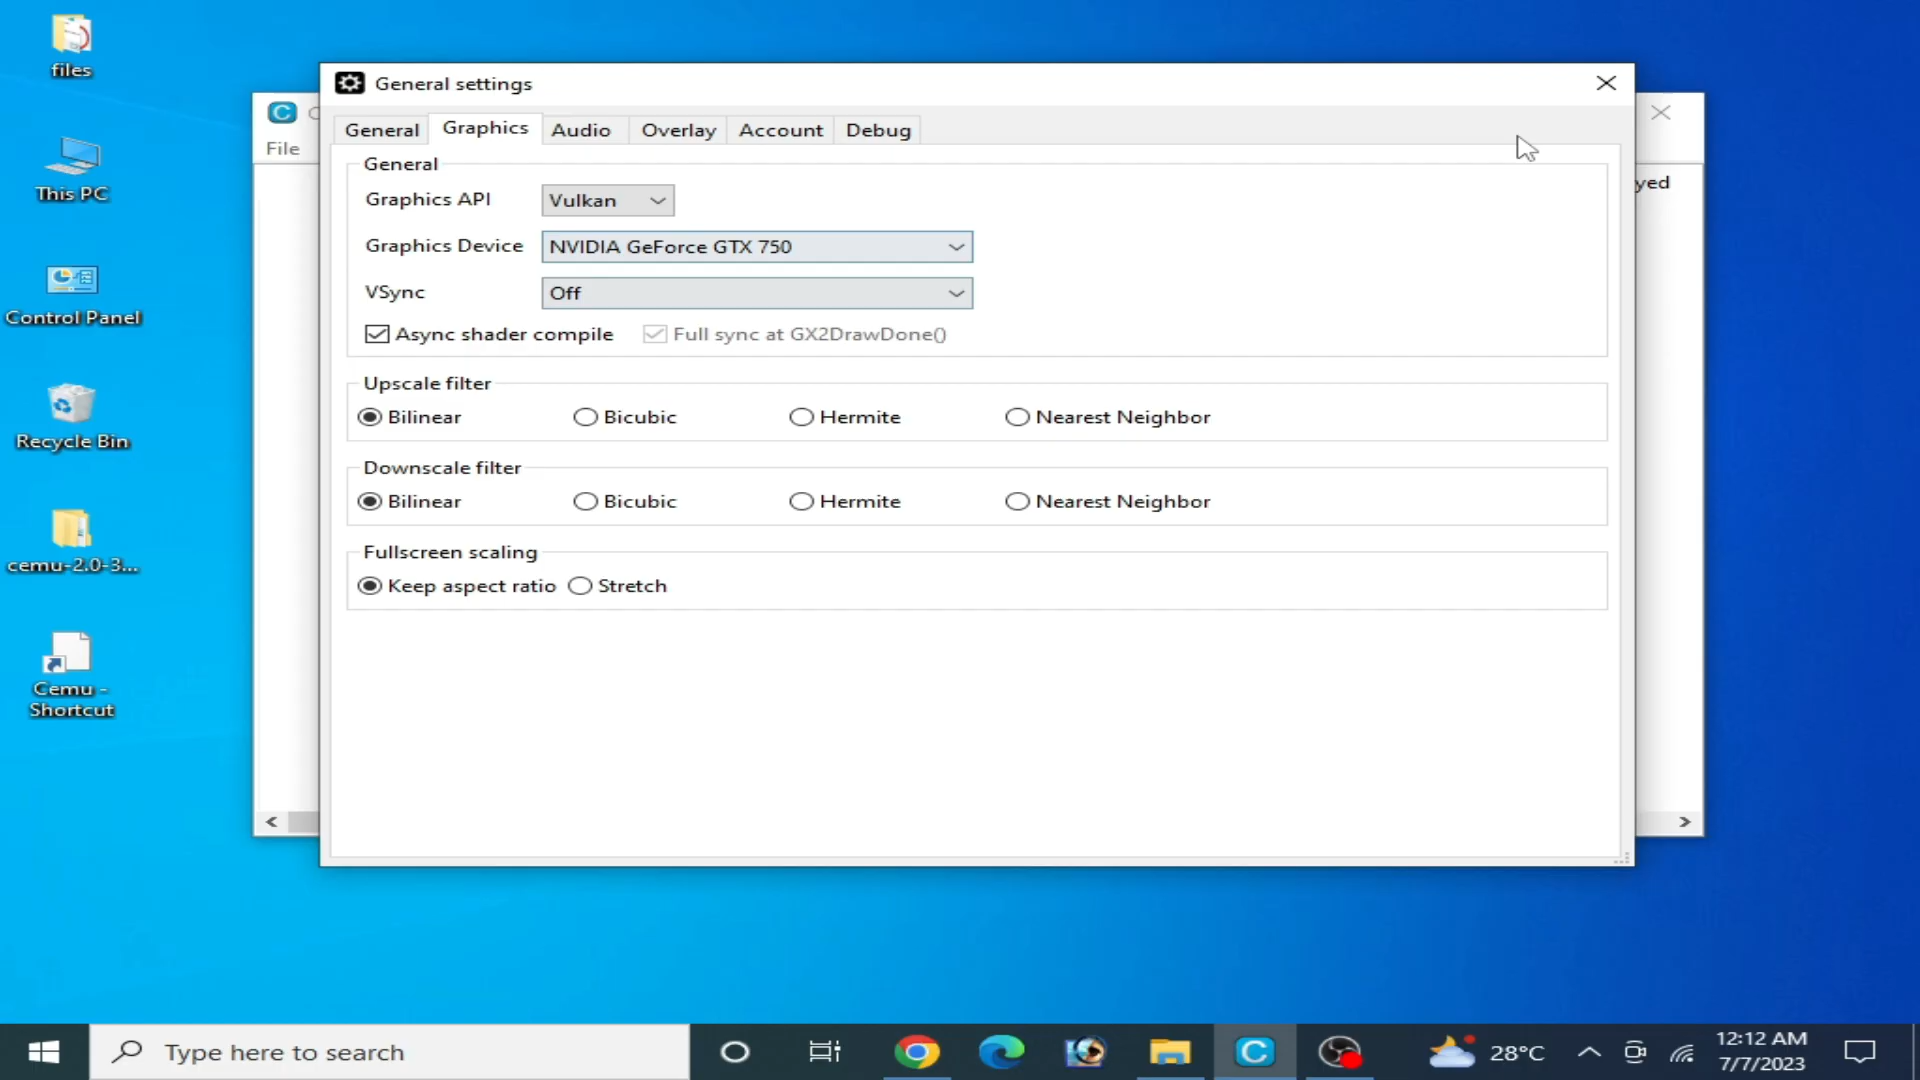 files
This PC
Control Panel
Recycle Bin
cemu-2.0-3...
Cemu -
Shortcut
File
yed
General settings
General Graphics Audio Overlay Account Debug
General
Graphics API Vulkan
Graphics Device NVIDIA GeForce GTX 750
VSync Off
Async shader compile Full sync at GX2DrawDone()
Upscale filter
Bilinear Bicubic Hermite Nearest Neighbor
Downscale filter
Bilinear Bicubic Hermite Nearest Neighbor
Fullscreen scaling
Keep aspect ratio Stretch
Type here to search
28°C
12:12 AM
7/7/2023